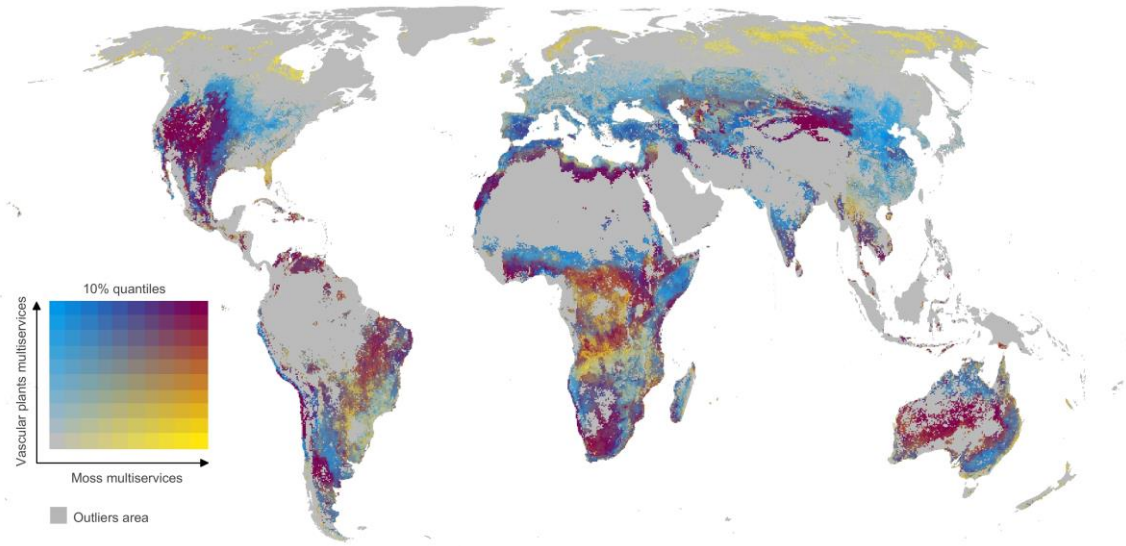 10% quantiles
Vascular plants multiservices
Moss multiservices
Outliers area